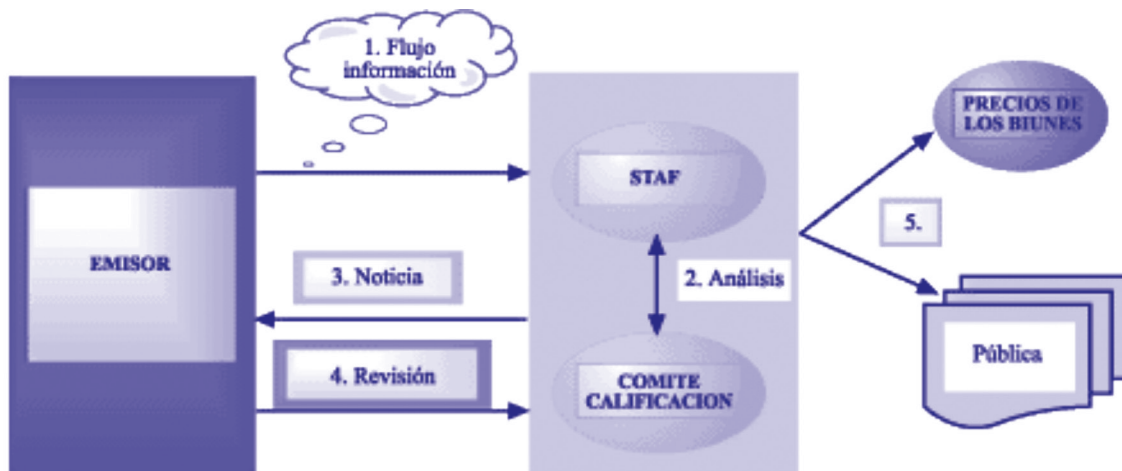 1. Flujo
información
EMISOR
STAF
3. Noticia
2. Análisis
4. Revisión
COMITE
CALIFICACION
PRECIOS DE
LOS BIUNES
5.
Pública